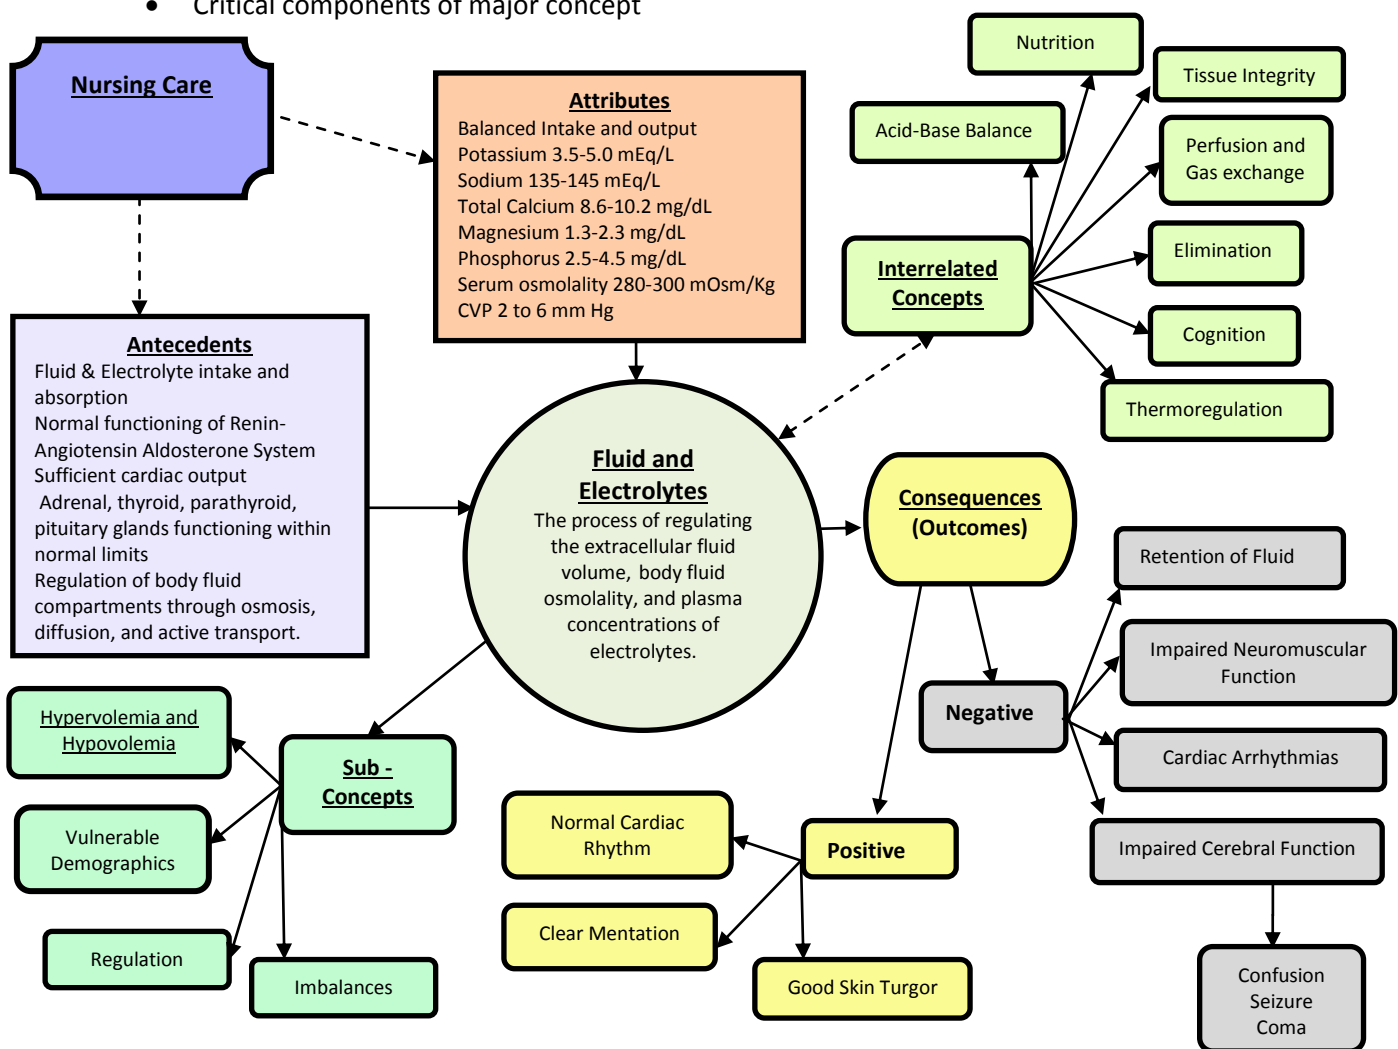 • Critical components of major concept
Nursing Care
Attributes
Balanced Intake and output
Potassium 3.5-5.0 mEq/L
Sodium 135-145 mEq/L
Total Calcium 8.6-10.2 mg/dL
Magnesium 1.3-2.3 mg/dL
Phosphorus 2.5-4.5 mg/dL
Serum osmolality 280-300 mOsm/Kg
CVP 2 to 6 mm Hg
Nutrition
Tissue Integrity
Acid-Base Balance
Perfusion and
Gas exchange
Elimination
Interrelated
Concepts
Cognition
Thermoregulation
Antecedents
Fluid & Electrolyte intake and
absorption
Normal functioning of Renin-
Angiotensin Aldosterone System
Sufficient cardiac output
Adrenal, thyroid, parathyroid,
pituitary glands functioning within
normal limits
Regulation of body fluid
compartments through osmosis,
diffusion, and active transport.
Fluid and
Electrolytes
The process of regulating
the extracellular fluid
volume, body fluid
osmolality, and plasma
concentrations of
electrolytes.
Consequences
(Outcomes)
Retention of Fluid
Impaired Neuromuscular
Function
Negative
Cardiac Arrhythmias
Impaired Cerebral Function
Confusion
Seizure
Coma
Hypervolemia and
Hypovolemia
Sub -
Concepts
Vulnerable
Demographics
Regulation
Imbalances
Normal Cardiac
Rhythm
Positive
Clear Mentation
Good Skin Turgor